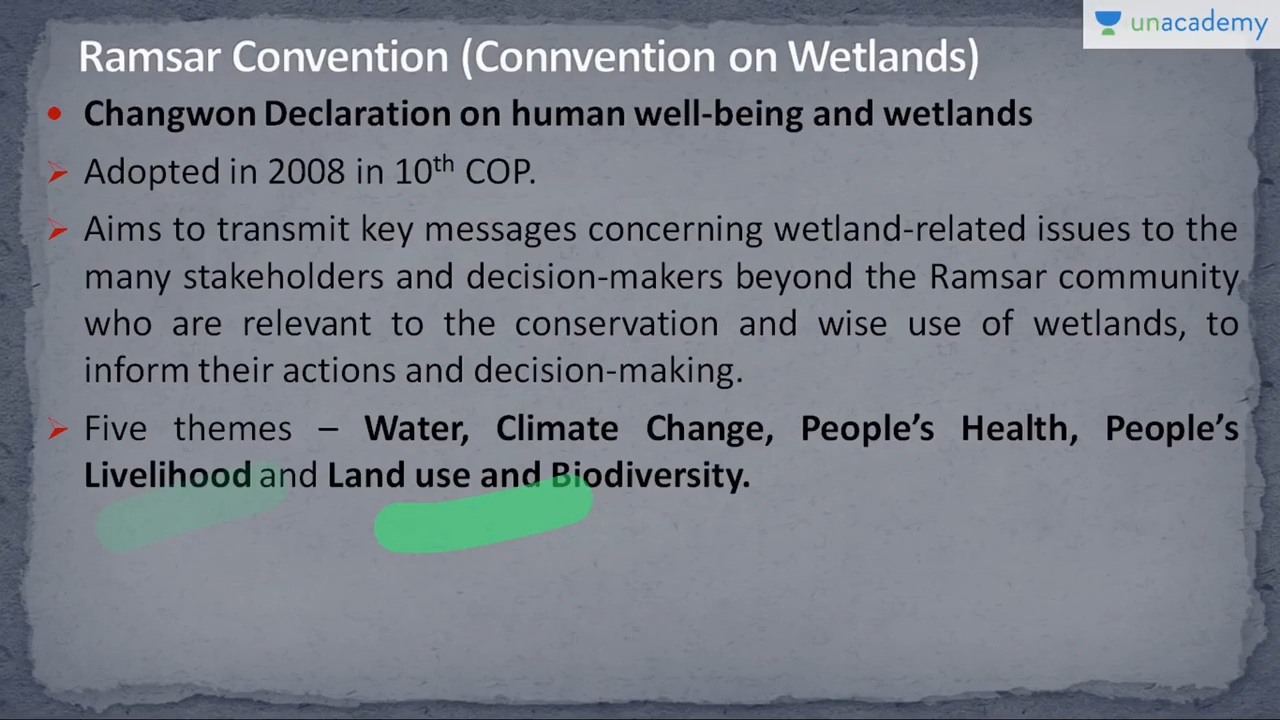 unacademy
Ramsar Convention (Connvention on Wetlands)
• Changwon Declaration on human well-being and wetlands
➢ Adopted in 2008 in 10th COP.
➢ Aims to transmit key messages concerning wetland-related issues to the
many stakeholders and decision-makers beyond the Ramsar community
who are relevant to the conservation and wise use of wetlands, to
inform their actions and decision-making.
➢ Five themes – Water, Climate Change, People's Health, People's
Livelihood and Land use and Biodiversity.